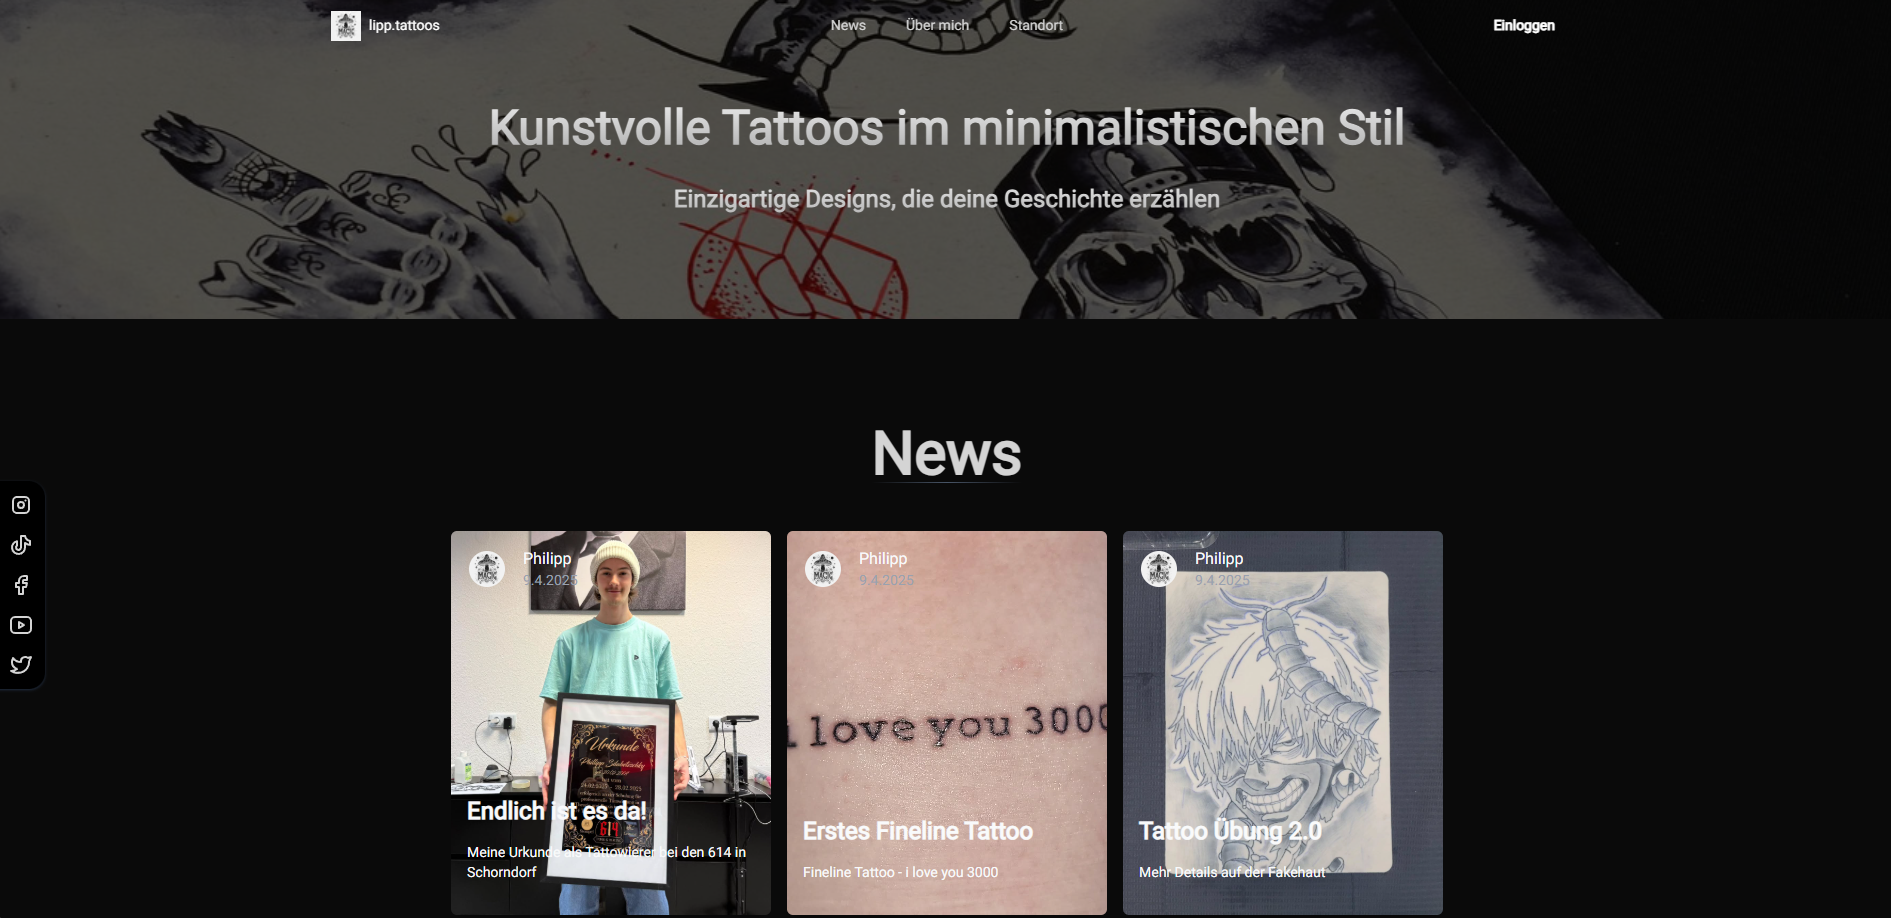 lipp.tattoos
News
Über mich
Standort
Einloggen
Kunstvolle Tattoos im minimalistischen Stil
Einzigartige Designs, die deine Geschichte erzählen
News
Philipp
9.4.2025
Urkunde
614
Endlich ist es da!
Meine Urkunde als Tattowierer bei den 614 in
Schorndorf
Philipp
9.4.2025
i love you 3000
Erstes Fineline Tattoo
Fineline Tattoo - i love you 3000
Philipp
9.4.2025
Tattoo Übung 2.0
Mehr Details auf der Fakehaut